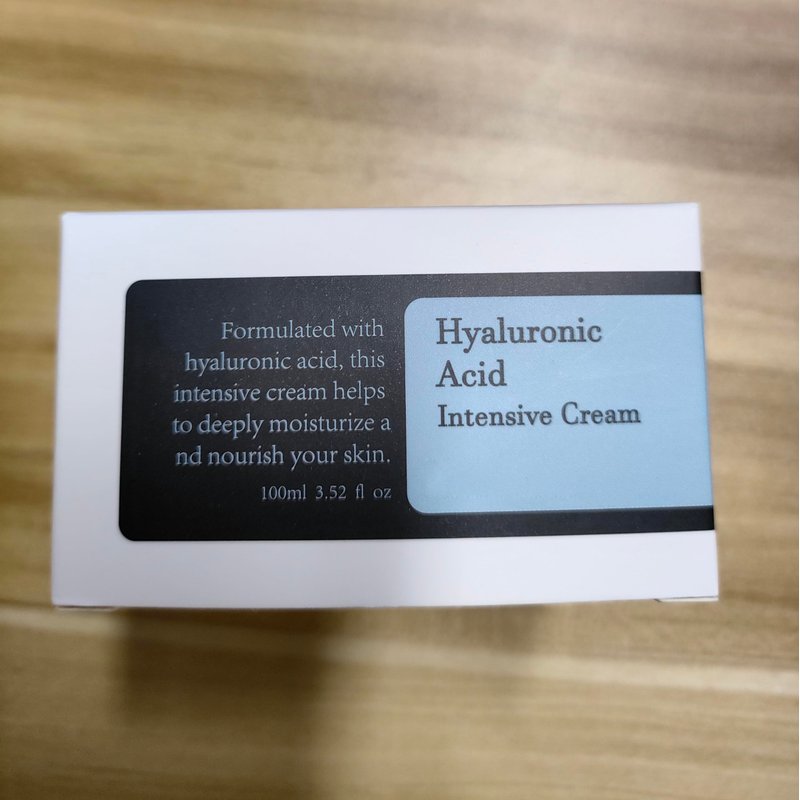 Formulated with
hyaluronic acid, this
intensive cream helps
to deeply moisturize a
nd nourish your skin.
100ml 3.52 fl oz
Hyaluronic
Acid
Intensive Cream